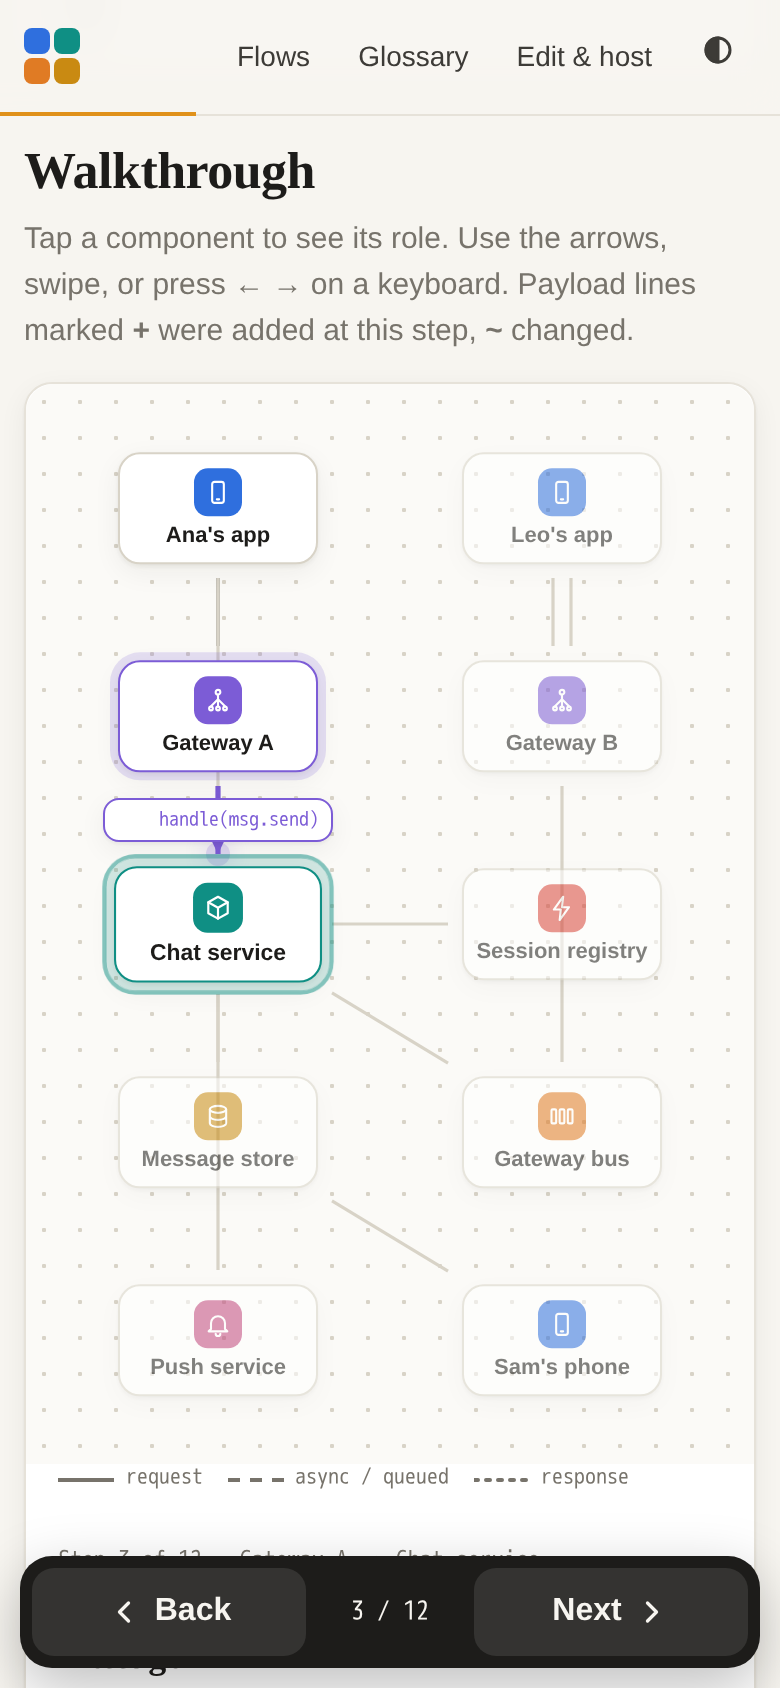 Flows Glossary Edit & host
Walkthrough
Tap a component to see its role. Use the arrows,
swipe, or press ← → on a keyboard. Payload lines
marked + were added at this step, ~ changed.
Ana's app
Leo's app
Gateway A
Gateway B
handle(msg.send)
Chat service
Session registry
Message store
Gateway bus
Push service
Sam's phone
request async / queued response
Back 3 / 12 Next